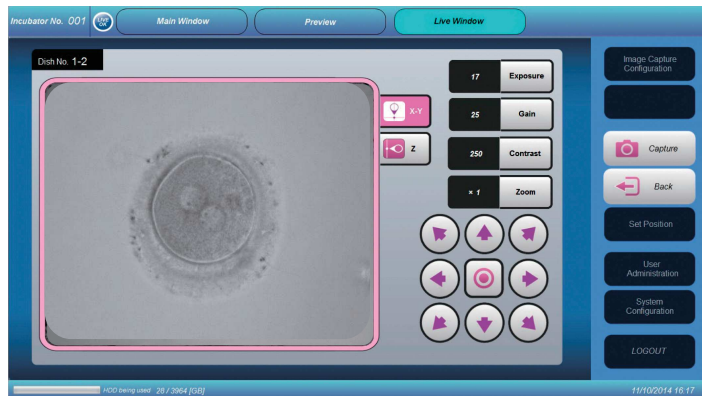 Incubator No. 001
LIVE OK
Main Window
Preview
Live Window
Dish No. 1-2
X-Y
Z
17 Exposure
25 Gain
250 Contrast
× 1 Zoom
Image Capture
Configuration
Capture
Back
Set Position
User
Administration
System
Configuration
LOGOUT
HDD being used 28 / 3964 [GB]
11/10/2014 16:17